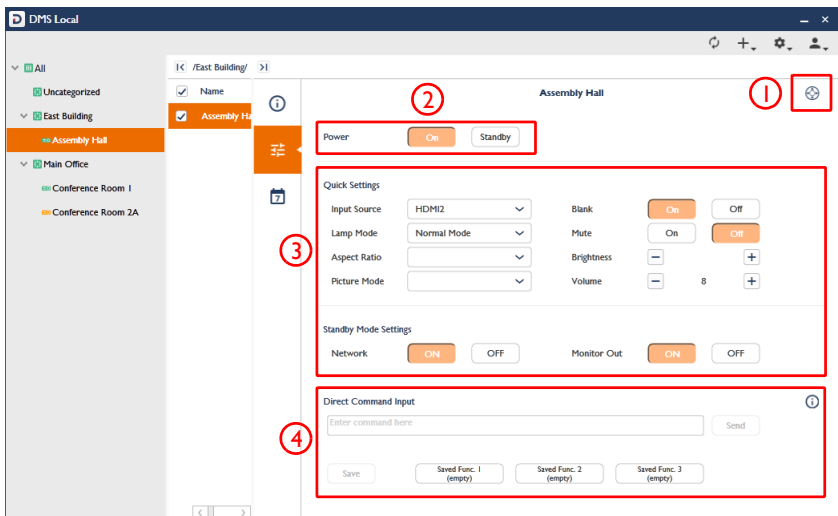 DMS Local
All
Uncategorized
East Building
Assembly Hall
Main Office
Conference Room 1
Conference Room 2A
/East Building/
Name
Assembly Ha
7
Assembly Hall
1
2
Power On Standby
3
Quick Settings
Input Source HDMI2 Blank On Off
Lamp Mode Normal Mode Mute On Off
Aspect Ratio Brightness
Picture Mode Volume 8
Standby Mode Settings
Network ON OFF Monitor Out ON OFF
4
Direct Command Input
Enter command here Send
Save Saved Func. 1 (empty) Saved Func. 2 (empty) Saved Func. 3 (empty)